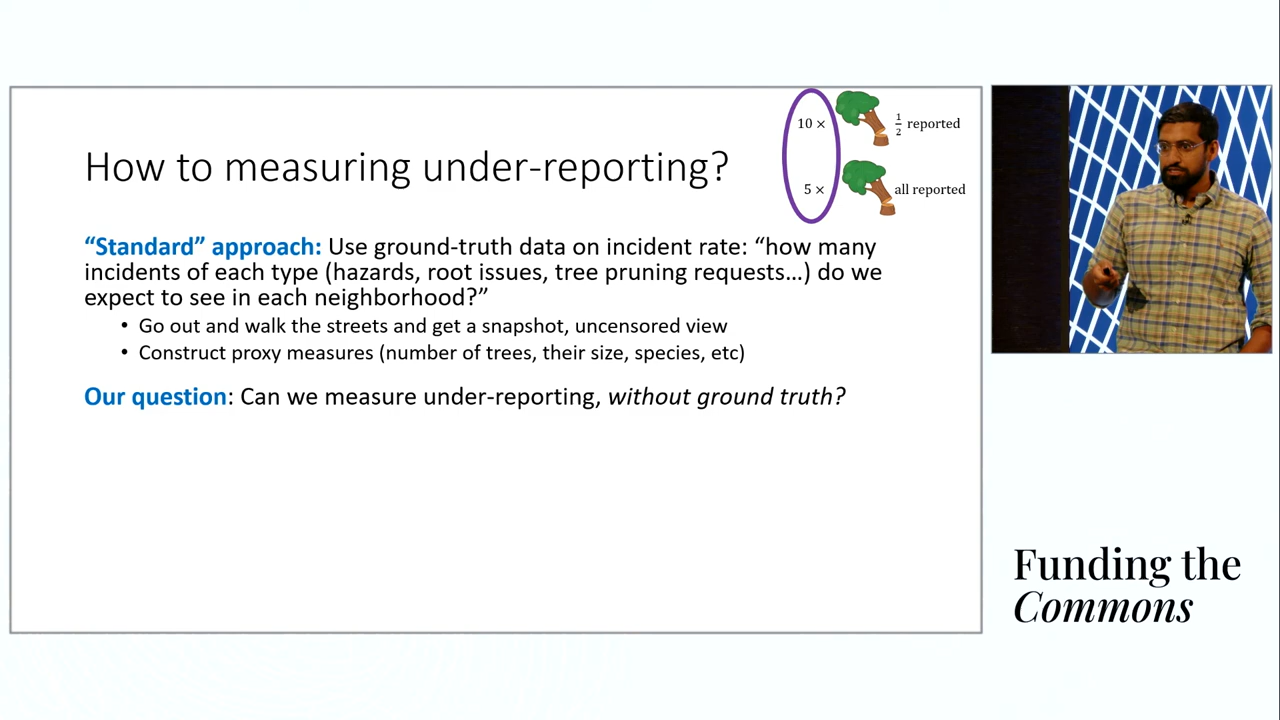 How to measuring under-reporting?
10 × 1/2 reported
5 × all reported
“Standard” approach: Use ground-truth data on incident rate: “how many
incidents of each type (hazards, root issues, tree pruning requests…) do we
expect to see in each neighborhood?”
• Go out and walk the streets and get a snapshot, uncensored view
• Construct proxy measures (number of trees, their size, species, etc)
Our question: Can we measure under-reporting, without ground truth?
Funding the
Commons